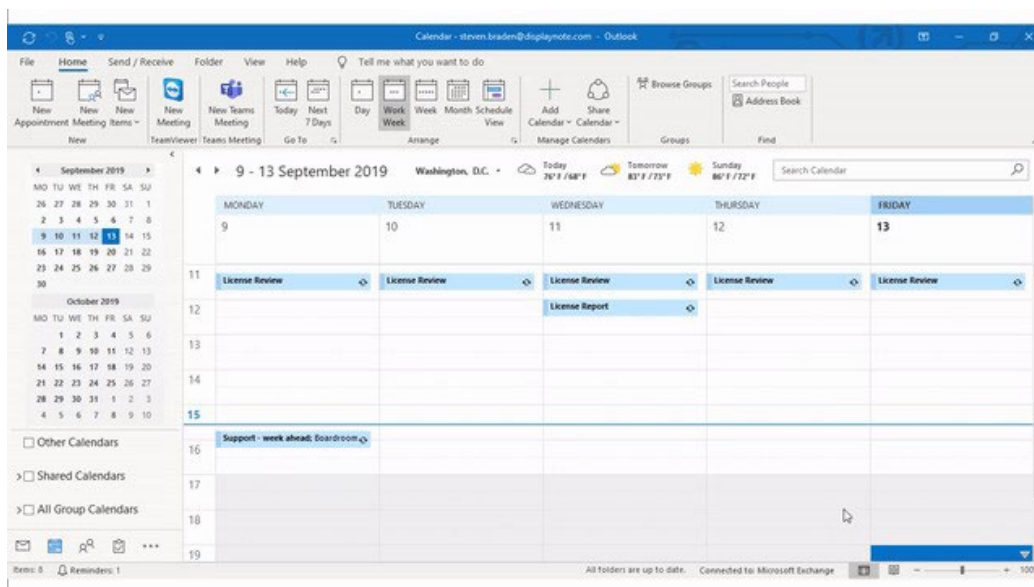 Calendar - steven.braden@displaynote.com - Outlook
File Home Send / Receive Folder View Help Tell me what you want to do
New Appointment
New Meeting
New Items
New
New Meeting
TeamViewer
New Teams Meeting
Teams Meeting
Today
Next 7 Days
Go To
Day
Work Week
Week
Month
Schedule View
Arrange
Add Calendar
Share Calendar
Manage Calendars
Browse Groups
Groups
Search People
Address Book
Find
September 2019
MO TU WE TH FR SA SU
26 27 28 29 30 31 1
2 3 4 5 6 7 8
9 10 11 12 13 14 15
16 17 18 19 20 21 22
23 24 25 26 27 28 29
30
October 2019
MO TU WE TH FR SA SU
1 2 3 4 5 6
7 8 9 10 11 12 13
14 15 16 17 18 19 20
21 22 23 24 25 26 27
28 29 30 31 1 2 3
4 5 6 7 8 9 10
Other Calendars
Shared Calendars
All Group Calendars
9 - 13 September 2019
Washington, D.C.
Today 76°F/68°F
Tomorrow 83°F/73°F
Sunday 86°F/72°F
Search Calendar
MONDAY TUESDAY WEDNESDAY THURSDAY FRIDAY
9 10 11 12 13
11 License Review License Review License Review License Review License Review
12 License Report
13
14
15
Support - week ahead; Boardroom
16
17
18
19
Items: 8 Reminders: 1 All folders are up to date. Connected to: Microsoft Exchange